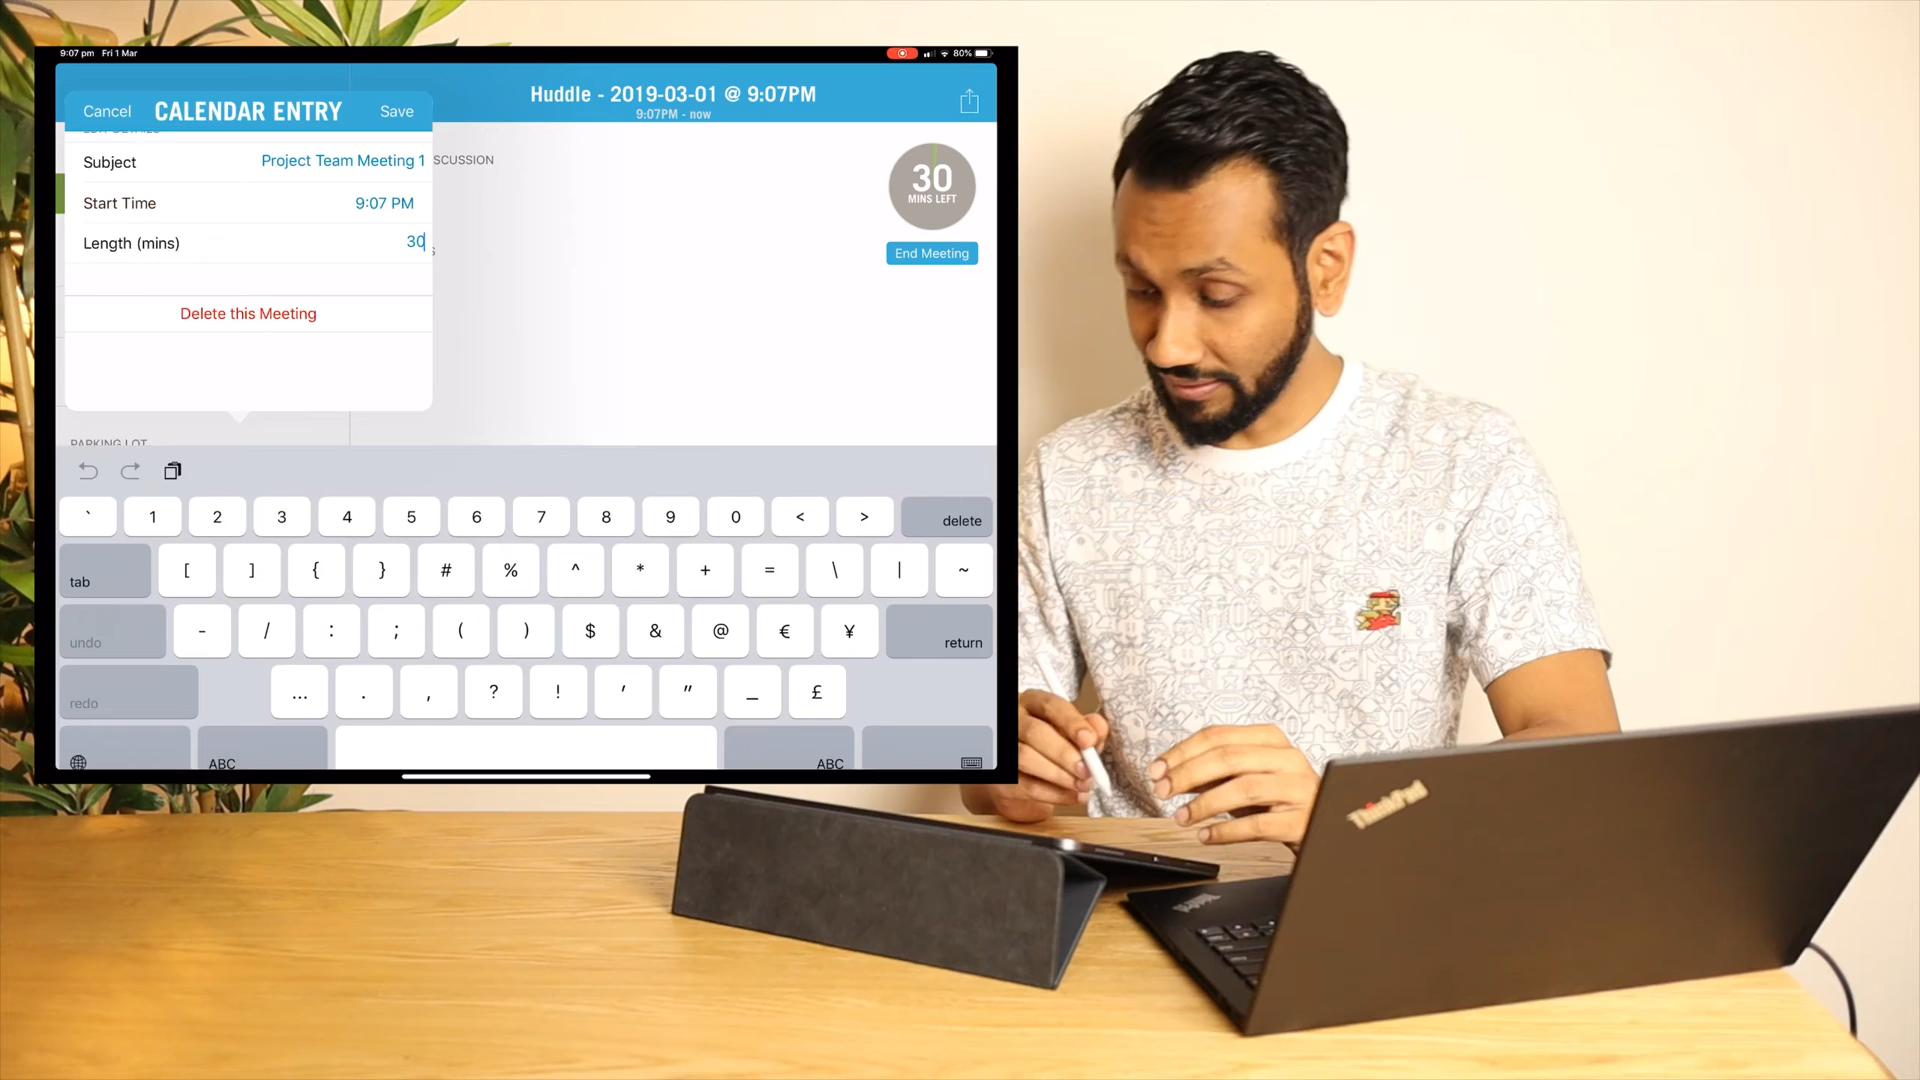 9:07 pm Fri 1 Mar
80%
Huddle - 2019-03-01 @ 9:07PM
9:07PM - now
Cancel CALENDAR ENTRY Save
Subject Project Team Meeting 1
SCUSSION
Start Time 9:07 PM
Length (mins) 30
30
MINS LEFT
End Meeting
Delete this Meeting
PARKING LOT
` 1 2 3 4 5 6 7 8 9 0 < > delete
tab [ ] { } # % ^ * + = \ | ~
undo - / : ; ( ) $ & @ € ¥ return
redo ... . , ? ! ' " _ £
ABC ABC
ThinkPad